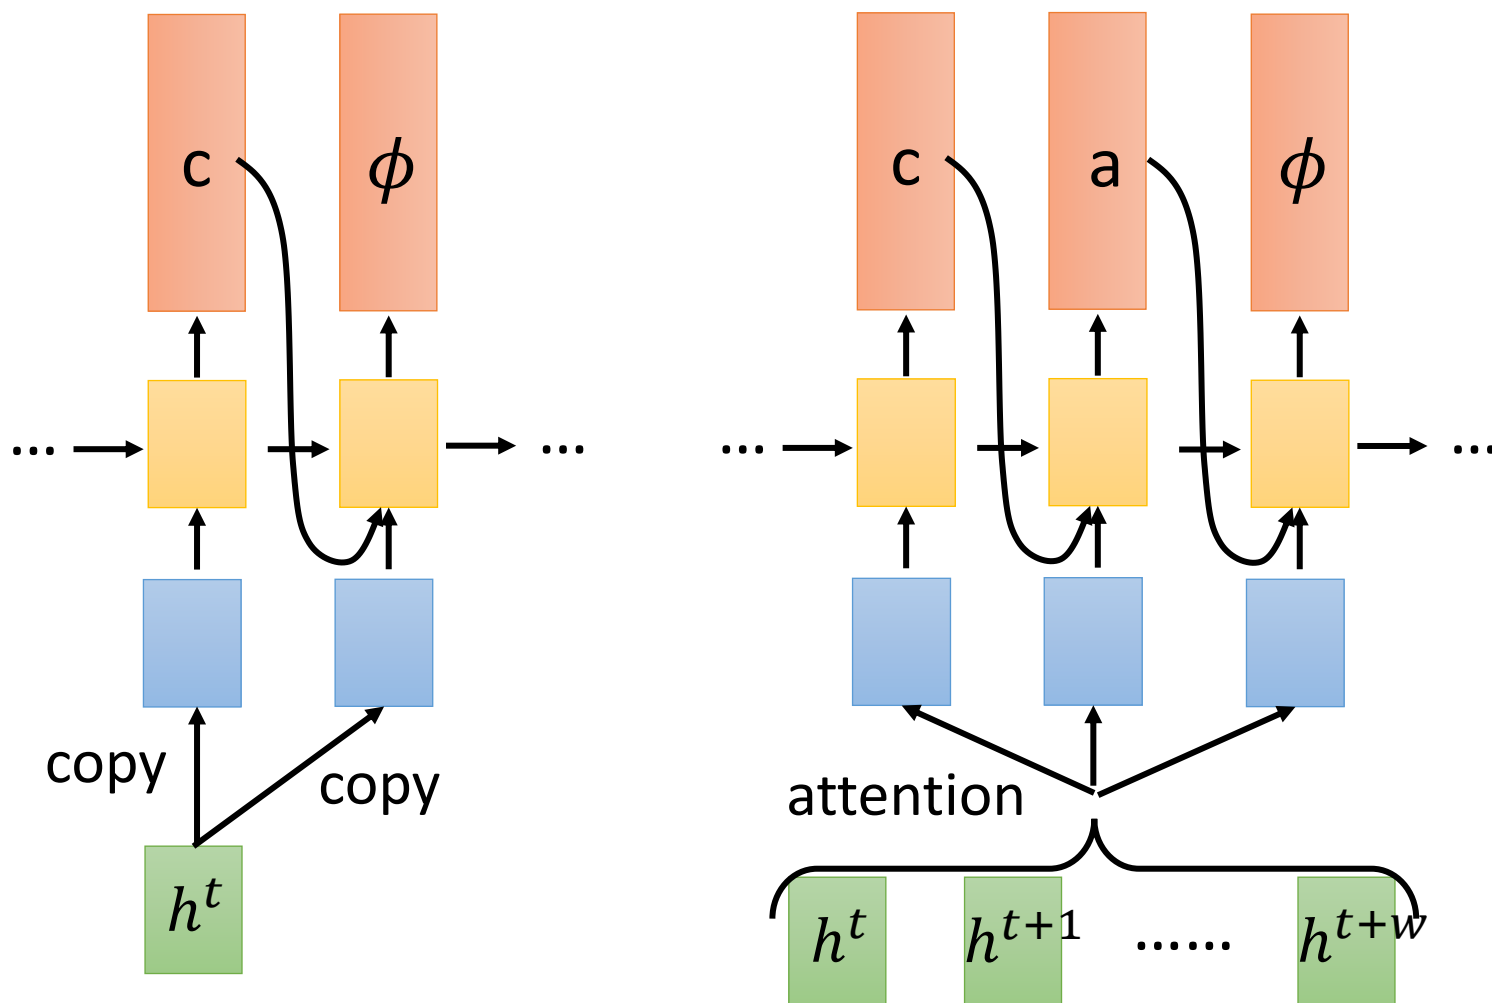 c ϕ c a ϕ
... ... ... ...
copy copy
attention
h^t
h^t h^{t+1} ...... h^{t+w}